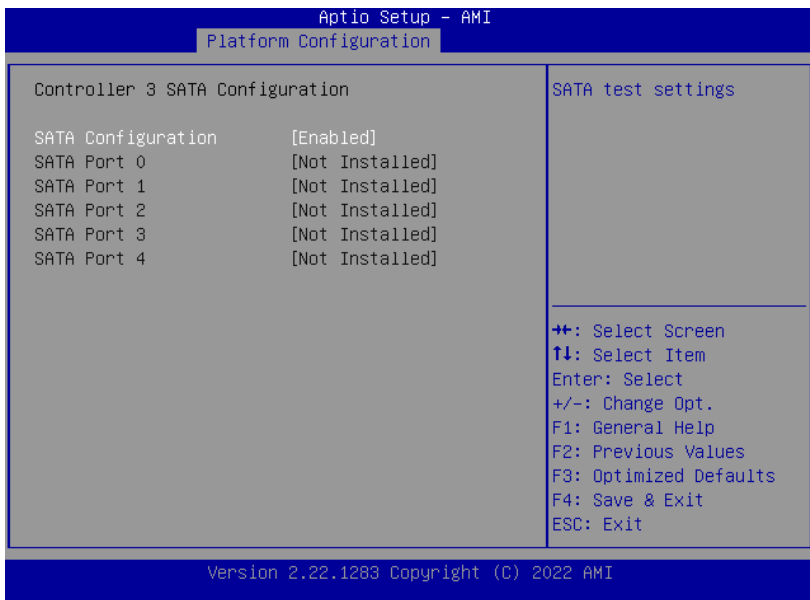 Aptio Setup – AMI
Platform Configuration
Controller 3 SATA Configuration
SATA Configuration [Enabled]
SATA Port 0 [Not Installed]
SATA Port 1 [Not Installed]
SATA Port 2 [Not Installed]
SATA Port 3 [Not Installed]
SATA Port 4 [Not Installed]
SATA test settings
→←: Select Screen
↑↓: Select Item
Enter: Select
+/-: Change Opt.
F1: General Help
F2: Previous Values
F3: Optimized Defaults
F4: Save & Exit
ESC: Exit
Version 2.22.1283 Copyright (C) 2022 AMI